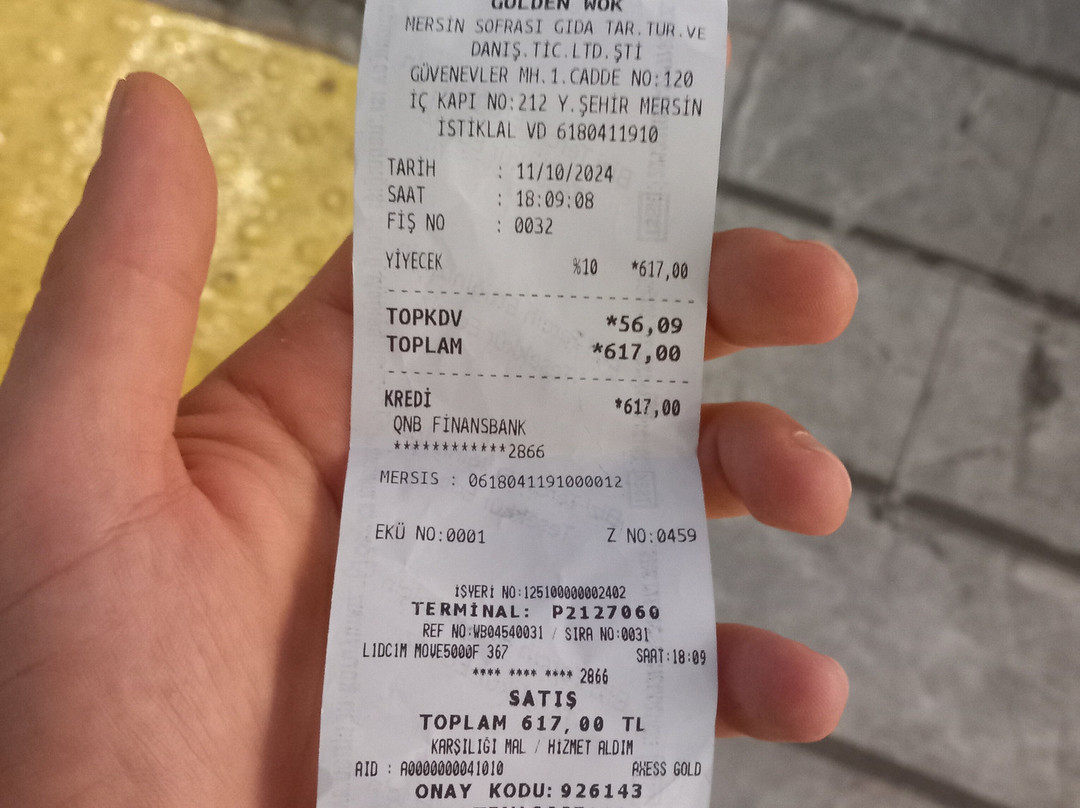 GOLDEN WOK
MERSİN SOFRASI GIDA TAR.TUR.VE
DANIŞ.TİC.LTD.ŞTİ
GÜVENEVLER MH.1.CADDE NO:120
İÇ KAPI NO:212 Y.ŞEHİR MERSİN
İSTİKLAL VD 6180411910
TARİH : 11/10/2024
SAAT : 18:09:08
FİŞ NO : 0032
YİYECEK %10 *617,00
TOPKDV *56,09
TOPLAM *617,00
KREDİ *617,00
QNB FİNANSBANK
************2866
MERSIS : 0618041191000012
EKÜ NO:0001 Z NO:0459
İŞYERİ NO:125100000002402
TERMİNAL: P2127060
REF NO:WB04540031 / SIRA NO:0031
L1DC1M MOVE5000F 367 SAAT:18:09
**** **** **** 2866
SATIŞ
TOPLAM 617,00 TL
KARŞILIĞI MAL / HİZMET ALDIM
AID : A0000000041010 AXESS GOLD
ONAY KODU:926143